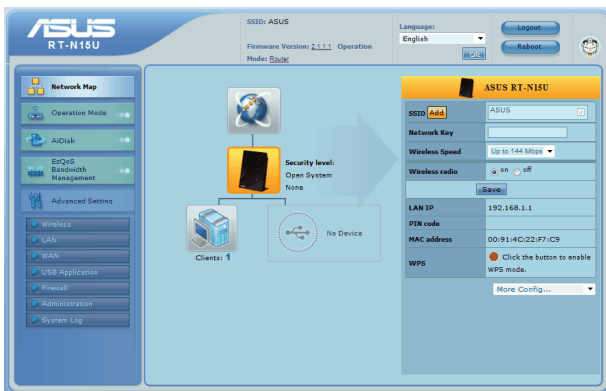 ASUS
RT-N15U
SSID: ASUS
Firmware Version: 2.1.1.1 Operation
Mode: Router
Language:
English
OK
Logout
Reboot
Network Map
Operation Mode
AiDisk
EzQoS
Bandwidth
Management
Advanced Setting
Wireless
LAN
WAN
USB Application
Firewall
Administration
System Log
Security level:
Open System
None
Clients: 1
No Device
ASUS RT-N15U
SSID Add ASUS
Network Key
Wireless Speed Up to 144 Mbps
Wireless radio on off
Save
LAN IP 192.168.1.1
PIN code
MAC address 00:91:4C:22:F7:C9
WPS Click the button to enable
WPS mode.
More Config...